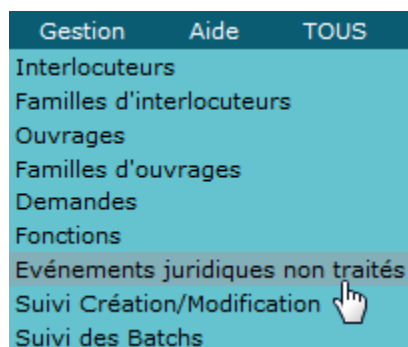 Gestion Aide TOUS
Interlocuteurs
Familles d'interlocuteurs
Ouvrages
Familles d'ouvrages
Demandes
Fonctions
Evénements juridiques non traités
Suivi Création/Modification
Suivi des Batchs